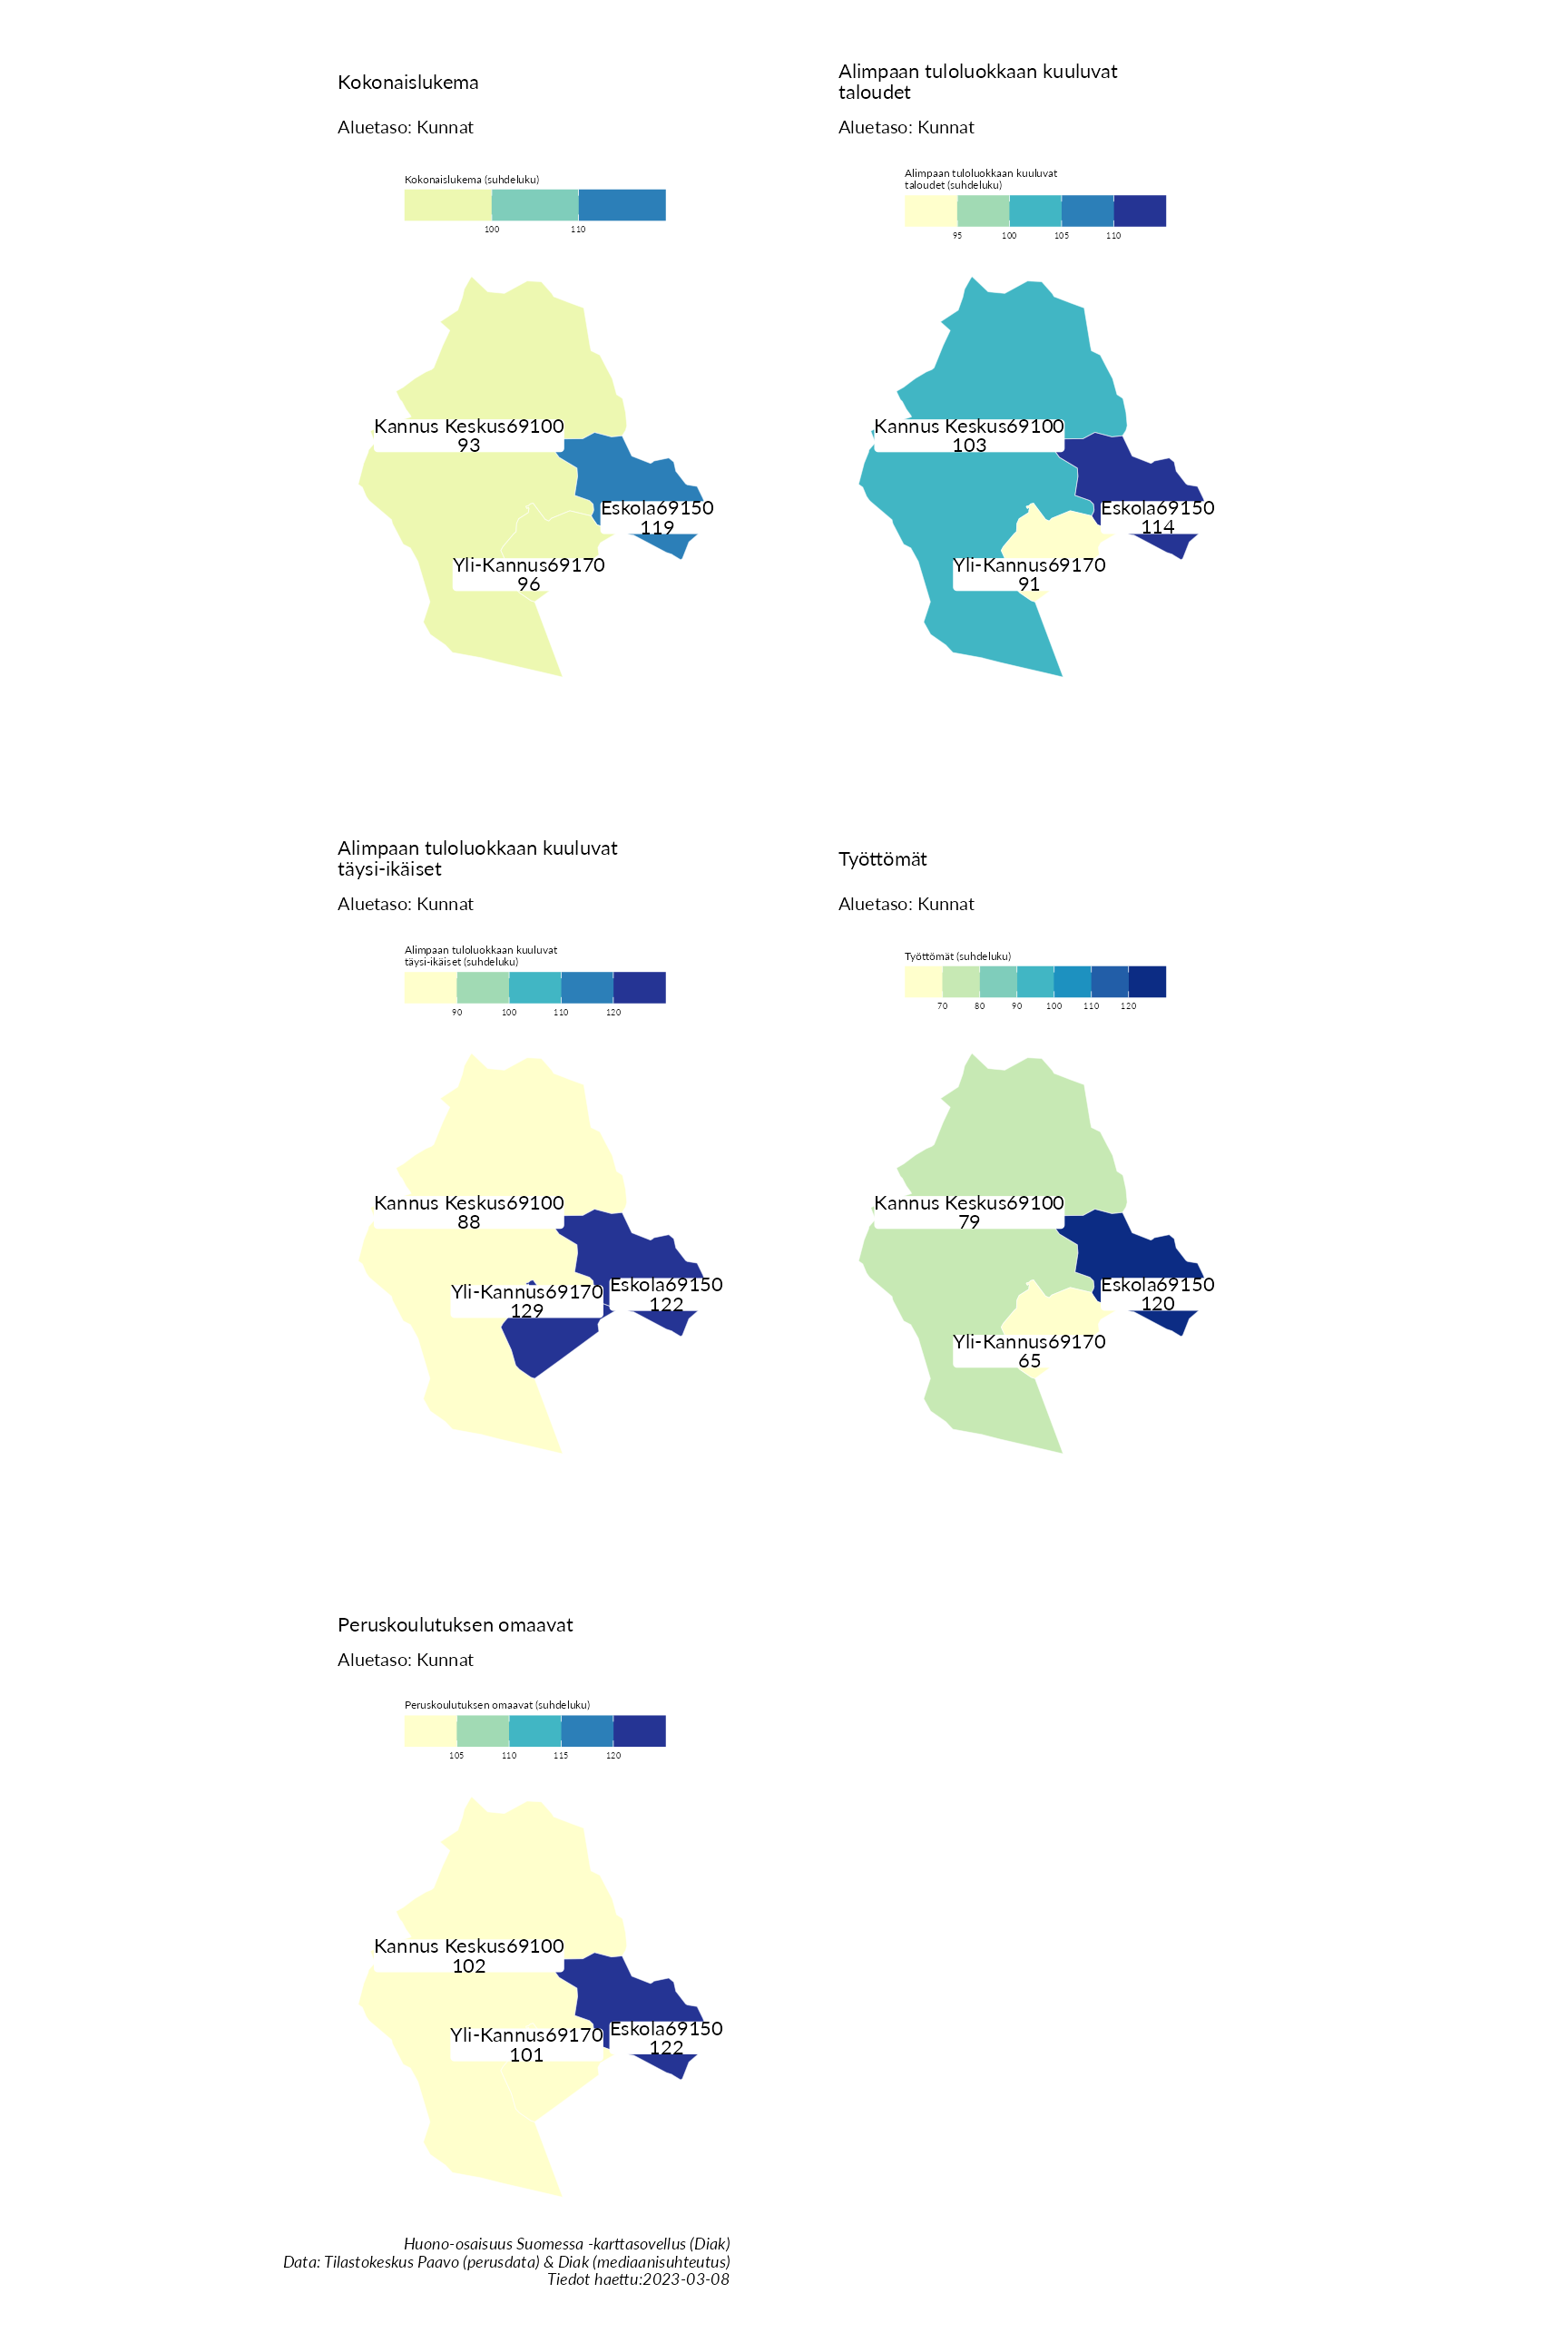 Kokonaislukema
Aluetaso: Kunnat
Kokonaislukema (suhdeluku)
100 110
Kannus Keskus69100
93
Eskola69150
119
Yli-Kannus69170
96
Alimpaan tuloluokkaan kuuluvat
taloudet
Aluetaso: Kunnat
Alimpaan tuloluokkaan kuuluvat
taloudet (suhdeluku)
95 100 105 110
Kannus Keskus69100
103
Eskola69150
114
Yli-Kannus69170
91
Alimpaan tuloluokkaan kuuluvat
täysi-ikäiset
Aluetaso: Kunnat
Alimpaan tuloluokkaan kuuluvat
täysi-ikäiset (suhdeluku)
90 100 110 120
Kannus Keskus69100
88
Eskola69150
122
Yli-Kannus69170
129
Työttömät
Aluetaso: Kunnat
Työttömät (suhdeluku)
70 80 90 100 110 120
Kannus Keskus69100
79
Eskola69150
120
Yli-Kannus69170
65
Peruskoulutuksen omaavat
Aluetaso: Kunnat
Peruskoulutuksen omaavat (suhdeluku)
105 110 115 120
Kannus Keskus69100
102
Eskola69150
122
Yli-Kannus69170
101
Huono-osaisuus Suomessa -karttasovellus (Diak)
Data: Tilastokeskus Paavo (perusdata) & Diak (mediaanisuhteutus)
Tiedot haettu:2023-03-08